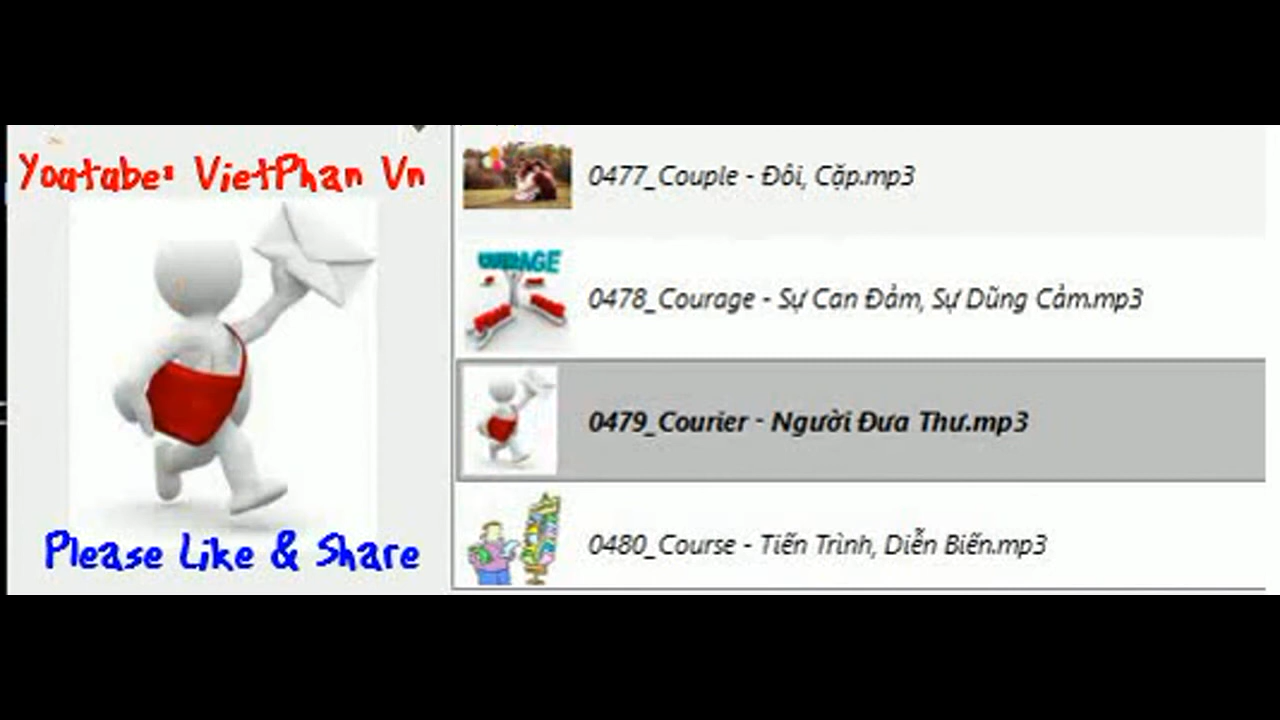 Youtube: VietPhan Vn
Please Like & Share
0477_Couple - Đôi, Cặp.mp3
COURAGE
0478_Courage - Sự Can Đảm, Sự Dũng Cảm.mp3
0479_Courier - Người Đưa Thư.mp3
0480_Course - Tiến Trình, Diễn Biến.mp3